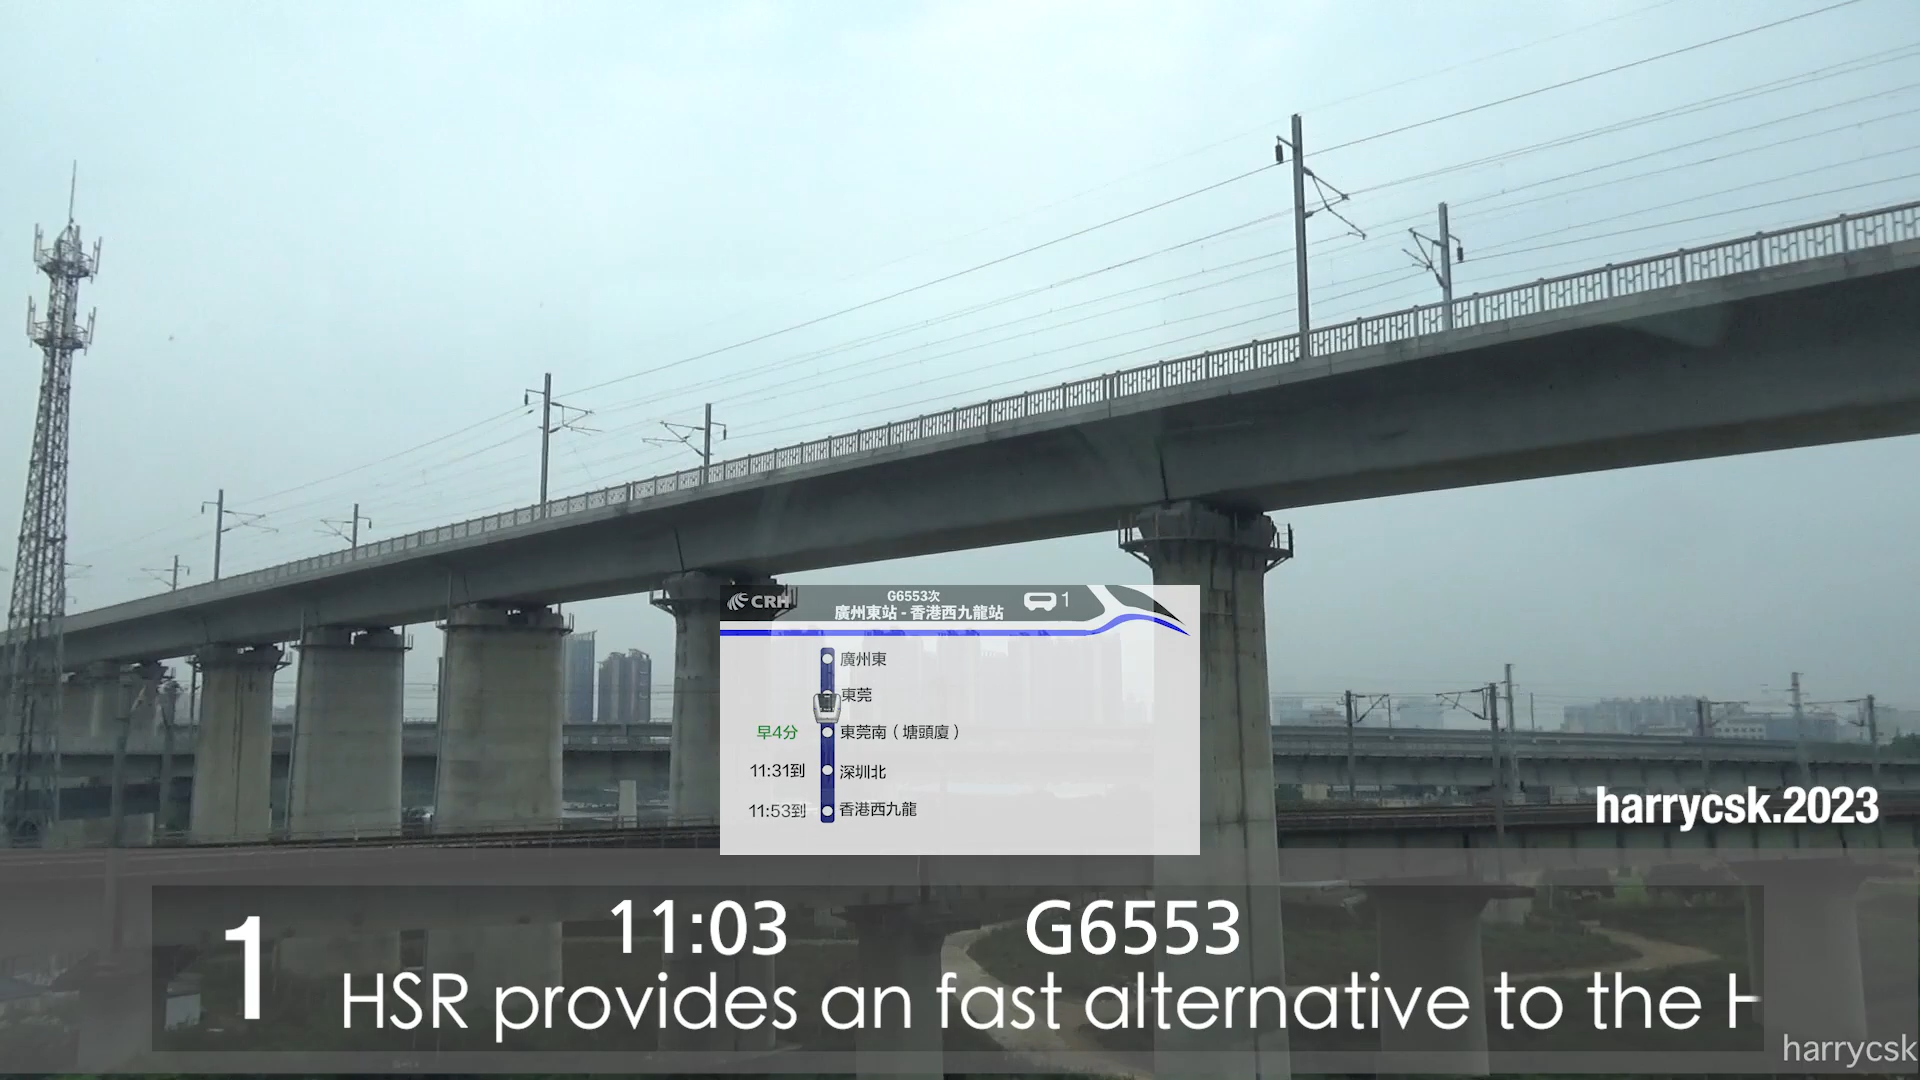 CRH
G6553次
廣州東站 - 香港西九龍站
1
廣州東
東莞
早4分
東莞南（塘頭廈）
11:31到
深圳北
11:53到
香港西九龍
harrycsk.2023
1
11:03
G6553
HSR provides an fast alternative to the
harrycsk